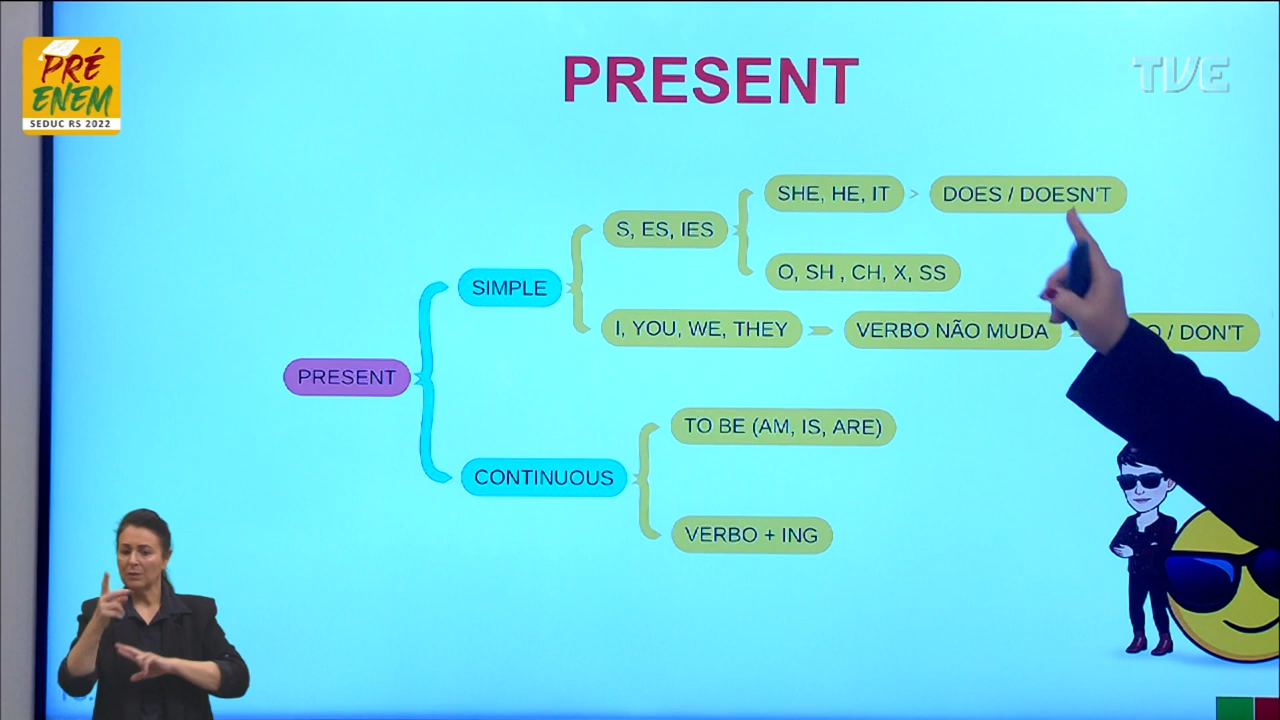 PRÉ
ENEM
SEDUC RS 2022
PRESENT
TVE
SHE, HE, IT > DOES / DOESN'T
S, ES, IES
O, SH , CH, X, SS
SIMPLE
I, YOU, WE, THEY
VERBO NÃO MUDA
/ DON'T
PRESENT
TO BE (AM, IS, ARE)
CONTINUOUS
VERBO + ING